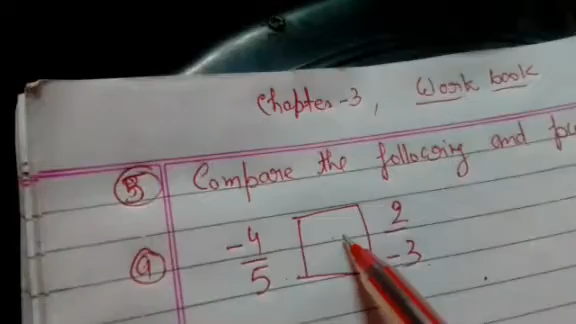 Chapter-3, Work book
5 Compare the following and
a -4/5 2/-3